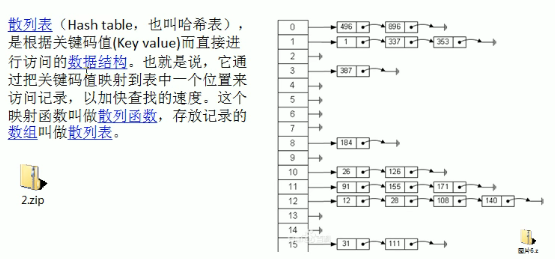 散列表（Hash table，也叫哈希表），
是根据关键码值(Key value)而直接进
行访问的数据结构。也就是说，它通
过把关键码值映射到表中一个位置来
访问记录，以加快查找的速度。这个
映射函数叫做散列函数，存放记录的
数组叫做散列表。
2.zip
0 496 896
1 1 337 353
2
3 387
4
5
6
7
8 184
9
10 26 126
11 91 155 171
12 12 28 108 140
13
14
15 31 111